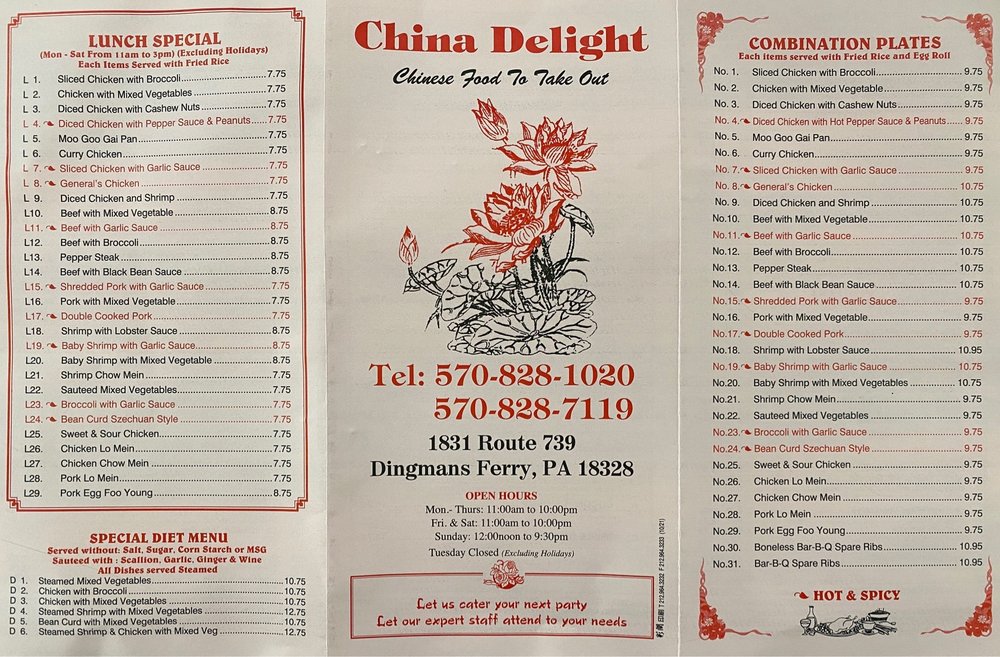 LUNCH SPECIAL
(Mon - Sat From 11am to 3pm) (Excluding Holidays)
Each Items Served with Fried Rice
L 1. Sliced Chicken with Broccoli 7.75
L 2. Chicken with Mixed Vegetables 7.75
L 3. Diced Chicken with Cashew Nuts 7.75
L 4. Diced Chicken with Pepper Sauce & Peanuts 7.75
L 5. Moo Goo Gai Pan 7.75
L 6. Curry Chicken 7.75
L 7. Sliced Chicken with Garlic Sauce 7.75
L 8. General's Chicken 7.75
L 9. Diced Chicken and Shrimp 7.75
L10. Beef with Mixed Vegetable 8.75
L11. Beef with Garlic Sauce 8.75
L12. Beef with Broccoli 8.75
L13. Pepper Steak 8.75
L14. Beef with Black Bean Sauce 8.75
L15. Shredded Pork with Garlic Sauce 7.75
L16. Pork with Mixed Vegetable 7.75
L17. Double Cooked Pork 7.75
L18. Shrimp with Lobster Sauce 8.75
L19. Baby Shrimp with Garlic Sauce 8.75
L20. Baby Shrimp with Mixed Vegetable 8.75
L21. Shrimp Chow Mein 7.75
L22. Sauteed Mixed Vegetables 7.75
L23. Broccoli with Garlic Sauce 7.75
L24. Bean Curd Szechuan Style 7.75
L25. Sweet & Sour Chicken 7.75
L26. Chicken Lo Mein 7.75
L27. Chicken Chow Mein 7.75
L28. Pork Lo Mein 7.75
L29. Pork Egg Foo Young 8.75
SPECIAL DIET MENU
Served without: Salt, Sugar, Corn Starch or MSG
Sauteed with : Scallion, Garlic, Ginger & Wine
All Dishes served Steamed
D 1. Steamed Mixed Vegetables 10.75
D 2. Chicken with Broccoli 10.75
D 3. Chicken with Mixed Vegetables 10.75
D 4. Steamed Shrimp with Mixed Vegetables 12.75
D 5. Bean Curd with Mixed Vegetables 10.75
D 6. Steamed Shrimp & Chicken with Mixed Veg 12.75
China Delight
Chinese Food To Take Out
Tel: 570-828-1020
570-828-7119
1831 Route 739
Dingmans Ferry, PA 18328
OPEN HOURS
Mon.- Thurs: 11:00am to 10:00pm
Fri. & Sat: 11:00am to 10:00pm
Sunday: 12:00noon to 9:30pm
Tuesday Closed (Excluding Holidays)
Let us cater your next party
Let our expert staff attend to your needs
印刷 T 212.964.3232 F 212.964.3233 (10/21)
COMBINATION PLATES
Each items served with Fried Rice and Egg Roll
No. 1. Sliced Chicken with Broccoli 9.75
No. 2. Chicken with Mixed Vegetable 9.75
No. 3. Diced Chicken with Cashew Nuts 9.75
No. 4. Diced Chicken with Hot Pepper Sauce & Peanuts 9.75
No. 5. Moo Goo Gai Pan 9.75
No. 6. Curry Chicken 9.75
No. 7. Sliced Chicken with Garlic Sauce 9.75
No. 8. General's Chicken 10.75
No. 9. Diced Chicken and Shrimp 10.75
No.10. Beef with Mixed Vegetable 10.75
No.11. Beef with Garlic Sauce 10.75
No.12. Beef with Broccoli 10.75
No.13. Pepper Steak 10.75
No.14. Beef with Black Bean Sauce 10.75
No.15. Shredded Pork with Garlic Sauce 9.75
No.16. Pork with Mixed Vegetable 9.75
No.17. Double Cooked Pork 9.75
No.18. Shrimp with Lobster Sauce 10.95
No.19. Baby Shrimp with Garlic Sauce 10.75
No.20. Baby Shrimp with Mixed Vegetables 10.75
No.21. Shrimp Chow Mein 9.75
No.22. Sauteed Mixed Vegetables 9.75
No.23. Broccoli with Garlic Sauce 9.75
No.24. Bean Curd Szechuan Style 9.75
No.25. Sweet & Sour Chicken 9.75
No.26. Chicken Lo Mein 9.75
No.27. Chicken Chow Mein 9.75
No.28. Pork Lo Mein 9.75
No.29. Pork Egg Foo Young 9.75
No.30. Boneless Bar-B-Q Spare Ribs 10.95
No.31. Bar-B-Q Spare Ribs 10.95
HOT & SPICY